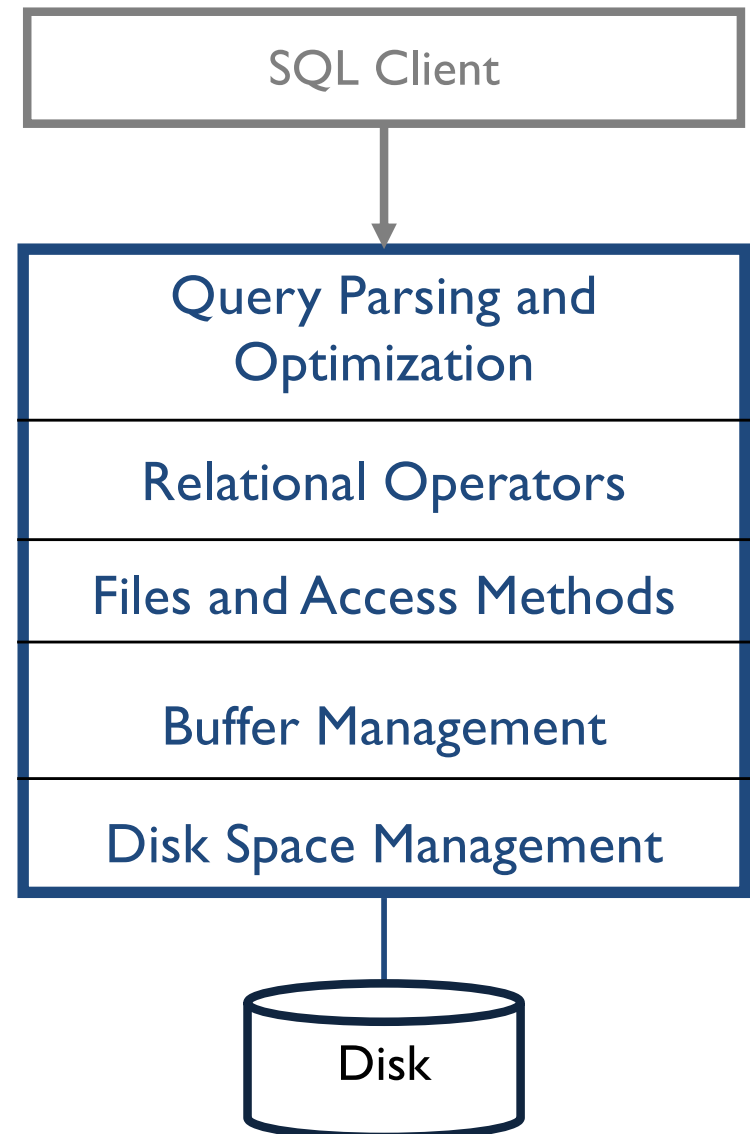 SQL Client
Query Parsing and
Optimization
Relational Operators
Files and Access Methods
Buffer Management
Disk Space Management
Disk